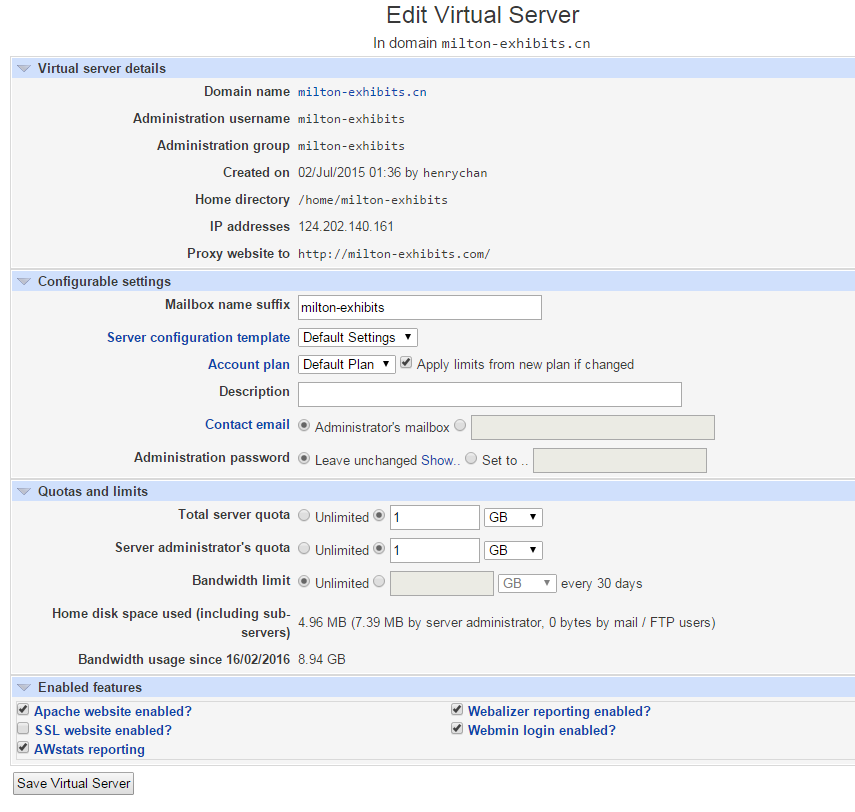 Edit Virtual Server
In domain milton-exhibits.cn
Virtual server details
Domain name milton-exhibits.cn
Administration username milton-exhibits
Administration group milton-exhibits
Created on 02/Jul/2015 01:36 by henrychan
Home directory /home/milton-exhibits
IP addresses 124.202.140.161
Proxy website to http://milton-exhibits.com/
Configurable settings
Mailbox name suffix milton-exhibits
Server configuration template Default Settings
Account plan Default Plan Apply limits from new plan if changed
Description
Contact email Administrator's mailbox
Administration password Leave unchanged Show.. Set to ..
Quotas and limits
Total server quota Unlimited 1 GB
Server administrator's quota Unlimited 1 GB
Bandwidth limit Unlimited GB every 30 days
Home disk space used (including sub-
servers) 4.96 MB (7.39 MB by server administrator, 0 bytes by mail / FTP users)
Bandwidth usage since 16/02/2016 8.94 GB
Enabled features
Apache website enabled? Webalizer reporting enabled?
SSL website enabled? Webmin login enabled?
AWstats reporting
Save Virtual Server